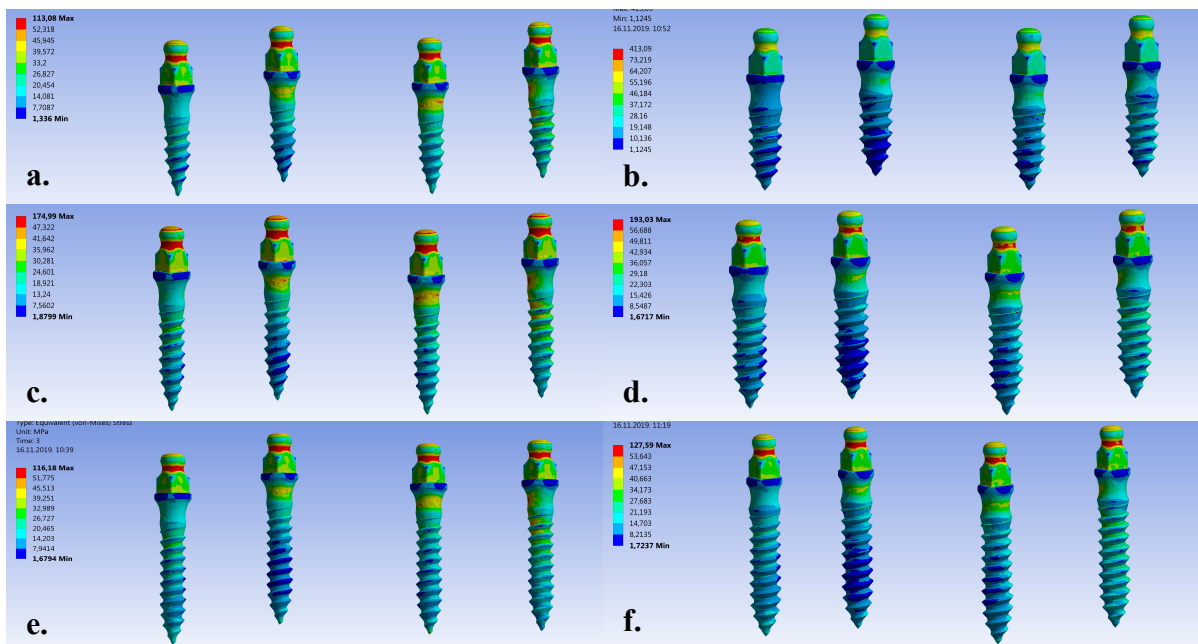 113,08 Max
52,318
45,945
39,572
33,2
26,827
20,454
14,081
7,7087
1,336 Min
a.
Max: 413,09
Min: 1,1245
16.11.2019. 10:52
413,09
73,219
64,207
55,196
46,184
37,172
28,16
19,148
10,136
1,1245
b.
174,99 Max
47,322
41,642
35,962
30,281
24,601
18,921
13,24
7,5602
1,8799 Min
c.
193,03 Max
56,688
49,811
42,934
36,057
29,18
22,303
15,426
8,5487
1,6717 Min
d.
Type: Equivalent (von-Mises) Stress
Unit: MPa
Time: 3
16.11.2019. 10:39
116,18 Max
51,775
45,513
39,251
32,989
26,727
20,465
14,203
7,9414
1,6794 Min
e.
16.11.2019. 11:19
127,59 Max
53,643
47,153
40,663
34,173
27,683
21,193
14,703
8,2135
1,7237 Min
f.